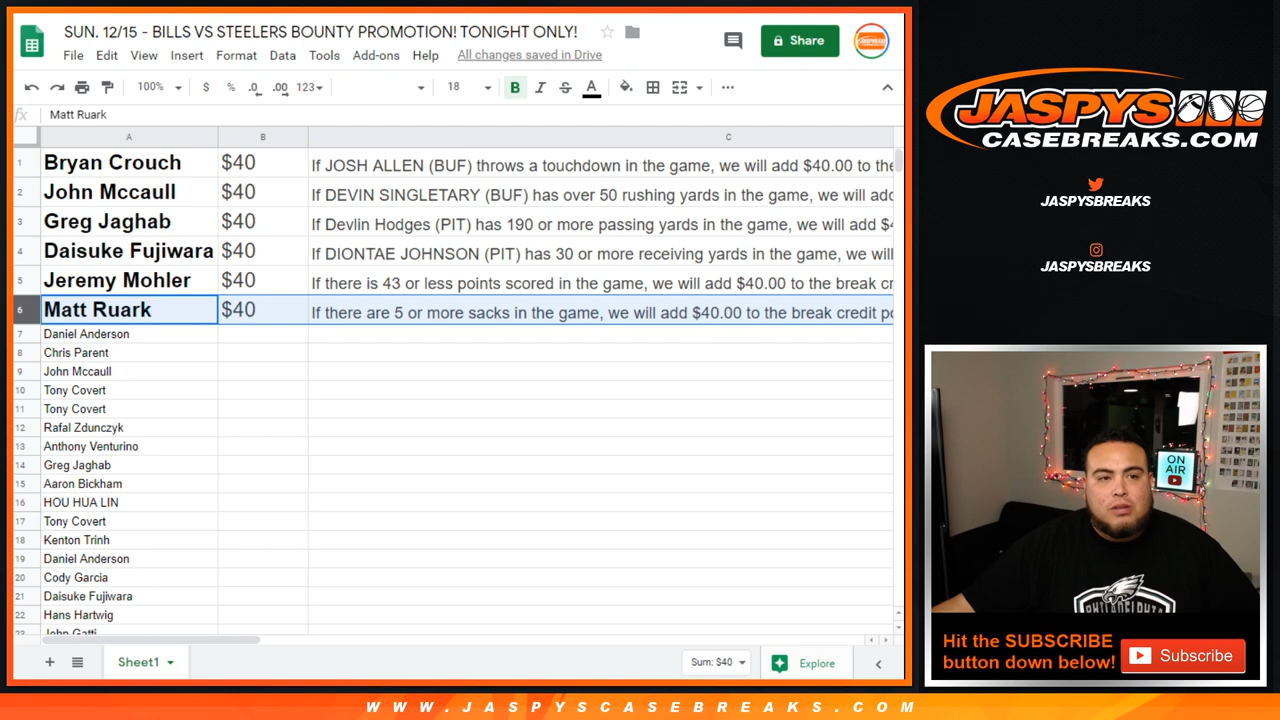 SUN. 12/15 - BILLS VS STEELERS BOUNTY PROMOTION! TONIGHT ONLY!
File Edit View Insert Format Data Tools Add-ons Help All changes saved in Drive
Share
100% $ % .0 .00 123 18 B I S A
fx Matt Ruark
A B C
1 Bryan Crouch $40 If JOSH ALLEN (BUF) throws a touchdown in the game, we will add $40.00 to the
2 John Mccaull $40 If DEVIN SINGLETARY (BUF) has over 50 rushing yards in the game, we will add
3 Greg Jaghab $40 If Devlin Hodges (PIT) has 190 or more passing yards in the game, we will add $4
4 Daisuke Fujiwara $40 If DIONTAE JOHNSON (PIT) has 30 or more receiving yards in the game, we will
5 Jeremy Mohler $40 If there is 43 or less points scored in the game, we will add $40.00 to the break cr
6 Matt Ruark $40 If there are 5 or more sacks in the game, we will add $40.00 to the break credit po
7 Daniel Anderson
8 Chris Parent
9 John Mccaull
10 Tony Covert
11 Tony Covert
12 Rafal Zdunczyk
13 Anthony Venturino
14 Greg Jaghab
15 Aaron Bickham
16 HOU HUA LIN
17 Tony Covert
18 Kenton Trinh
19 Daniel Anderson
20 Cody Garcia
21 Daisuke Fujiwara
22 Hans Hartwig
23 John Gatti
Sheet1
Sum: $40
Explore
JASPYS
CASEBREAKS.COM
JASPYSBREAKS
JASPYSBREAKS
ON
AIR
PHILADELPHIA
Hit the SUBSCRIBE
button down below!
Subscribe
WWW.JASPYSCASEBREAKS.COM